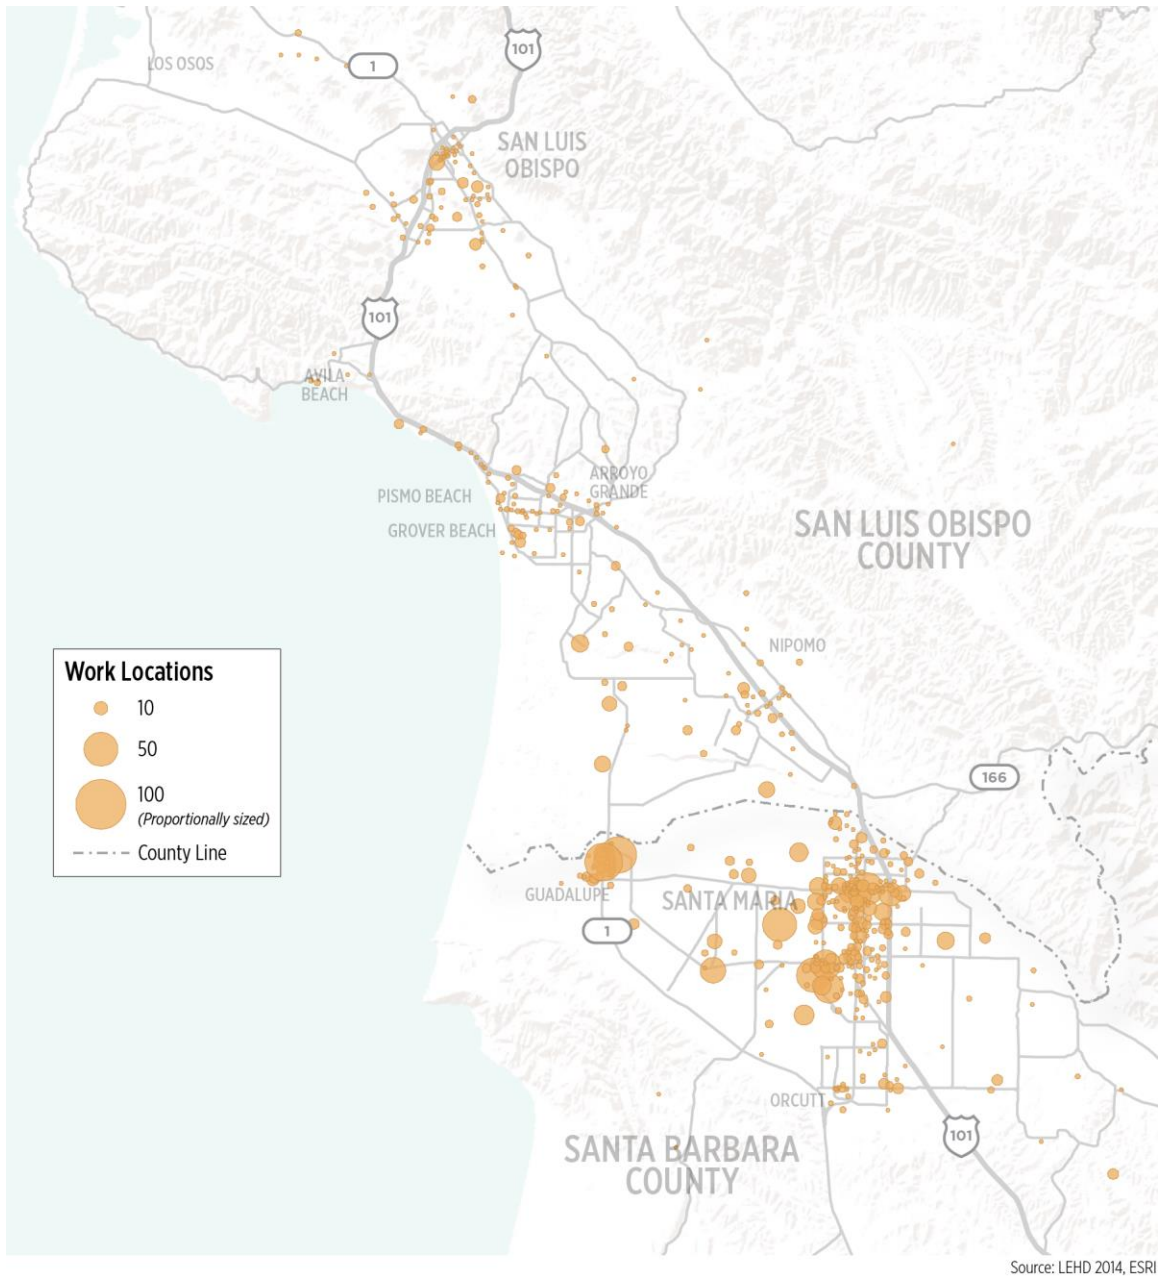 101
1
LOS OSOS
SAN LUIS
OBISPO
101
AVILA
BEACH
ARROYO
GRANDE
PISMO BEACH
GROVER BEACH
SAN LUIS OBISPO
COUNTY
NIPOMO
Work Locations
10
50
100
(Proportionally sized)
County Line
166
GUADALUPE
SANTA MARIA
1
ORCUTT
101
SANTA BARBARA
COUNTY
Source: LEHD 2014, ESRI